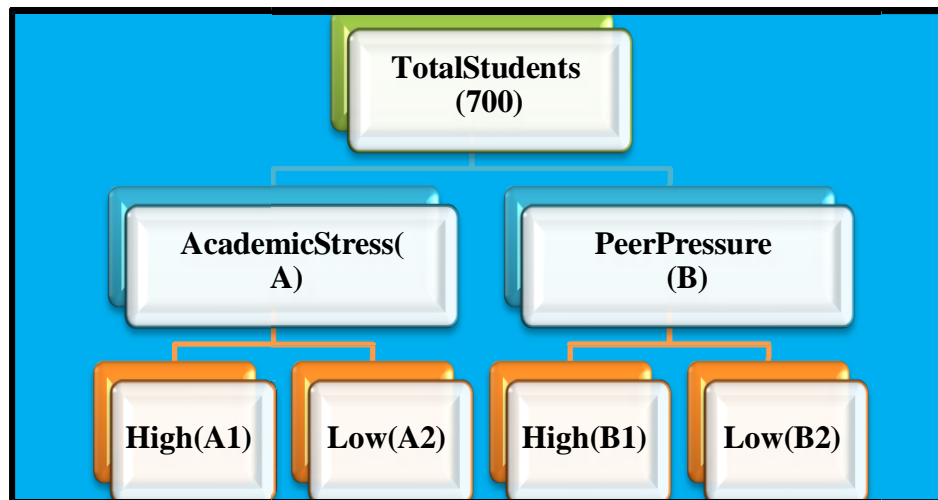 TotalStudents
(700)
AcademicStress(
A)
PeerPressure
(B)
High(A1)
Low(A2)
High(B1)
Low(B2)